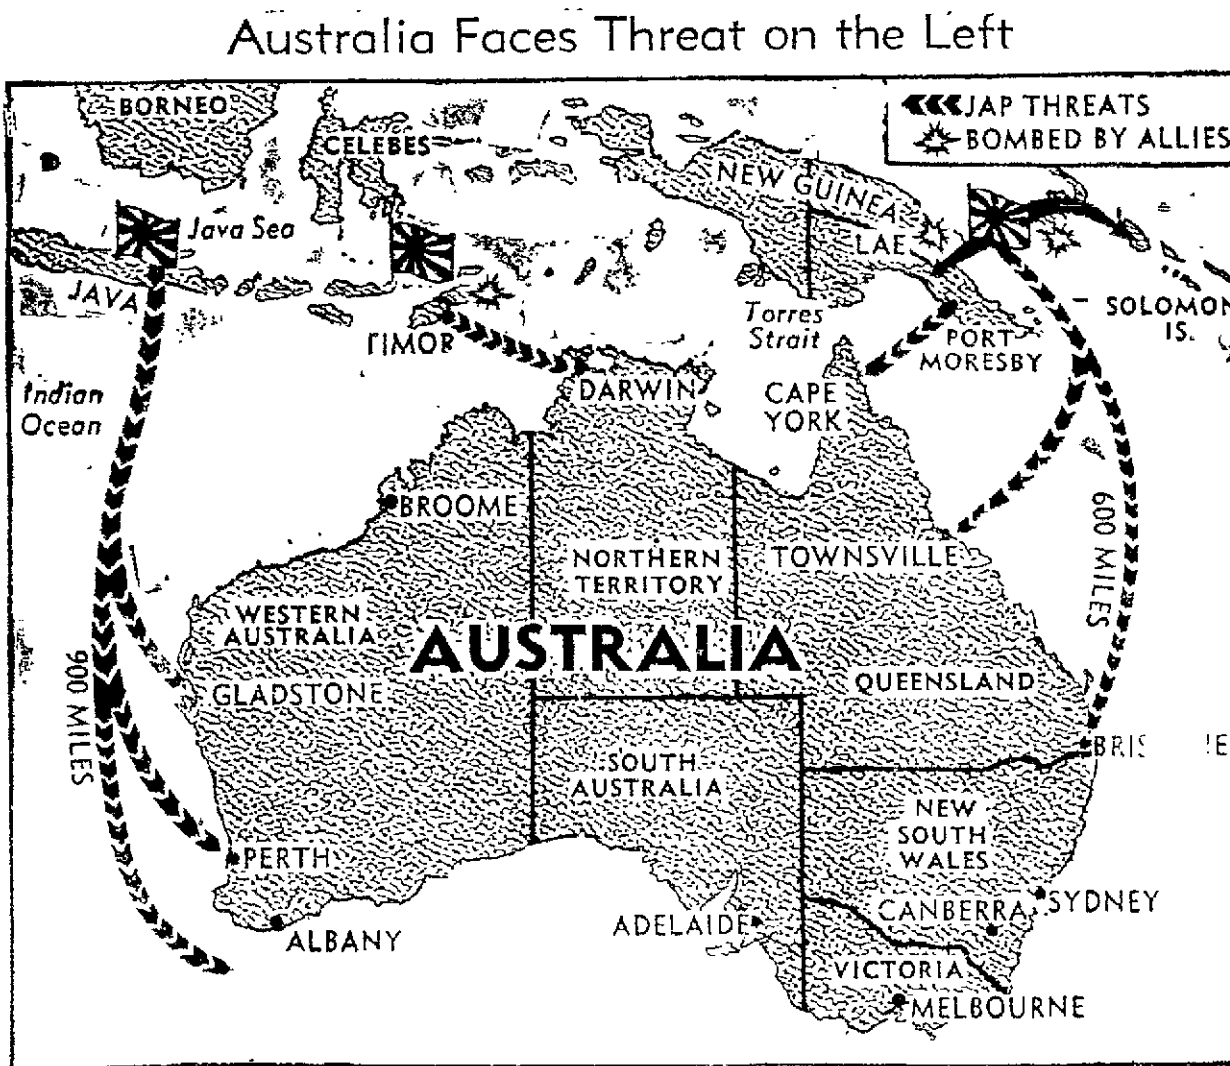 Australia Faces Threat on the Left
JAP THREATS
BOMBED BY ALLIES
BORNEO
CELEBES
NEW GUINEA
Java Sea
LAE
JAVA
TIMOR
Torres
Strait
PORT
MORESBY
SOLOMON
IS.
Indian
Ocean
DARWIN
CAPE
YORK
BROOME
NORTHERN
TERRITORY
TOWNSVILLE
600 MILES
WESTERN
AUSTRALIA
AUSTRALIA
GLADSTONE
QUEENSLAND
900 MILES
SOUTH
AUSTRALIA
NEW
SOUTH
WALES
PERTH
ALBANY
ADELAIDE
CANBERRA
SYDNEY
VICTORIA
MELBOURNE